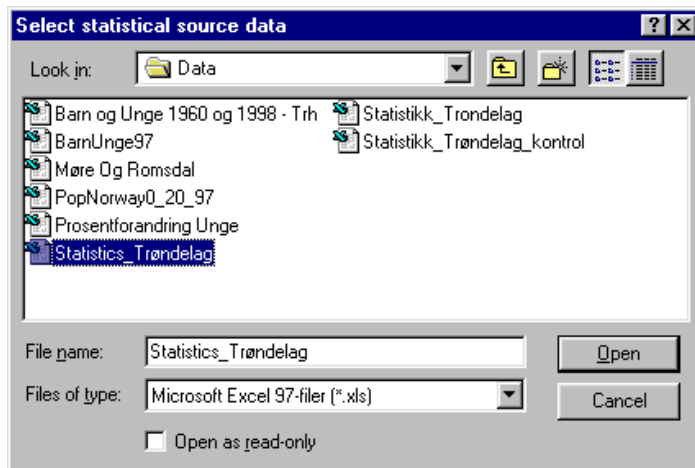 Select statistical source data
Look in: Data
Barn og Unge 1960 og 1998 - Trh
BarnUnge97
Møre Og Romsdal
PopNorway0_20_97
Prosentforandring Unge
Statistics_Trøndelag
Statistikk_Trondelag
Statistikk_Trøndelag_kontrol
File name: Statistics_Trøndelag Open
Files of type: Microsoft Excel 97-filer (*.xls) Cancel
Open as read-only